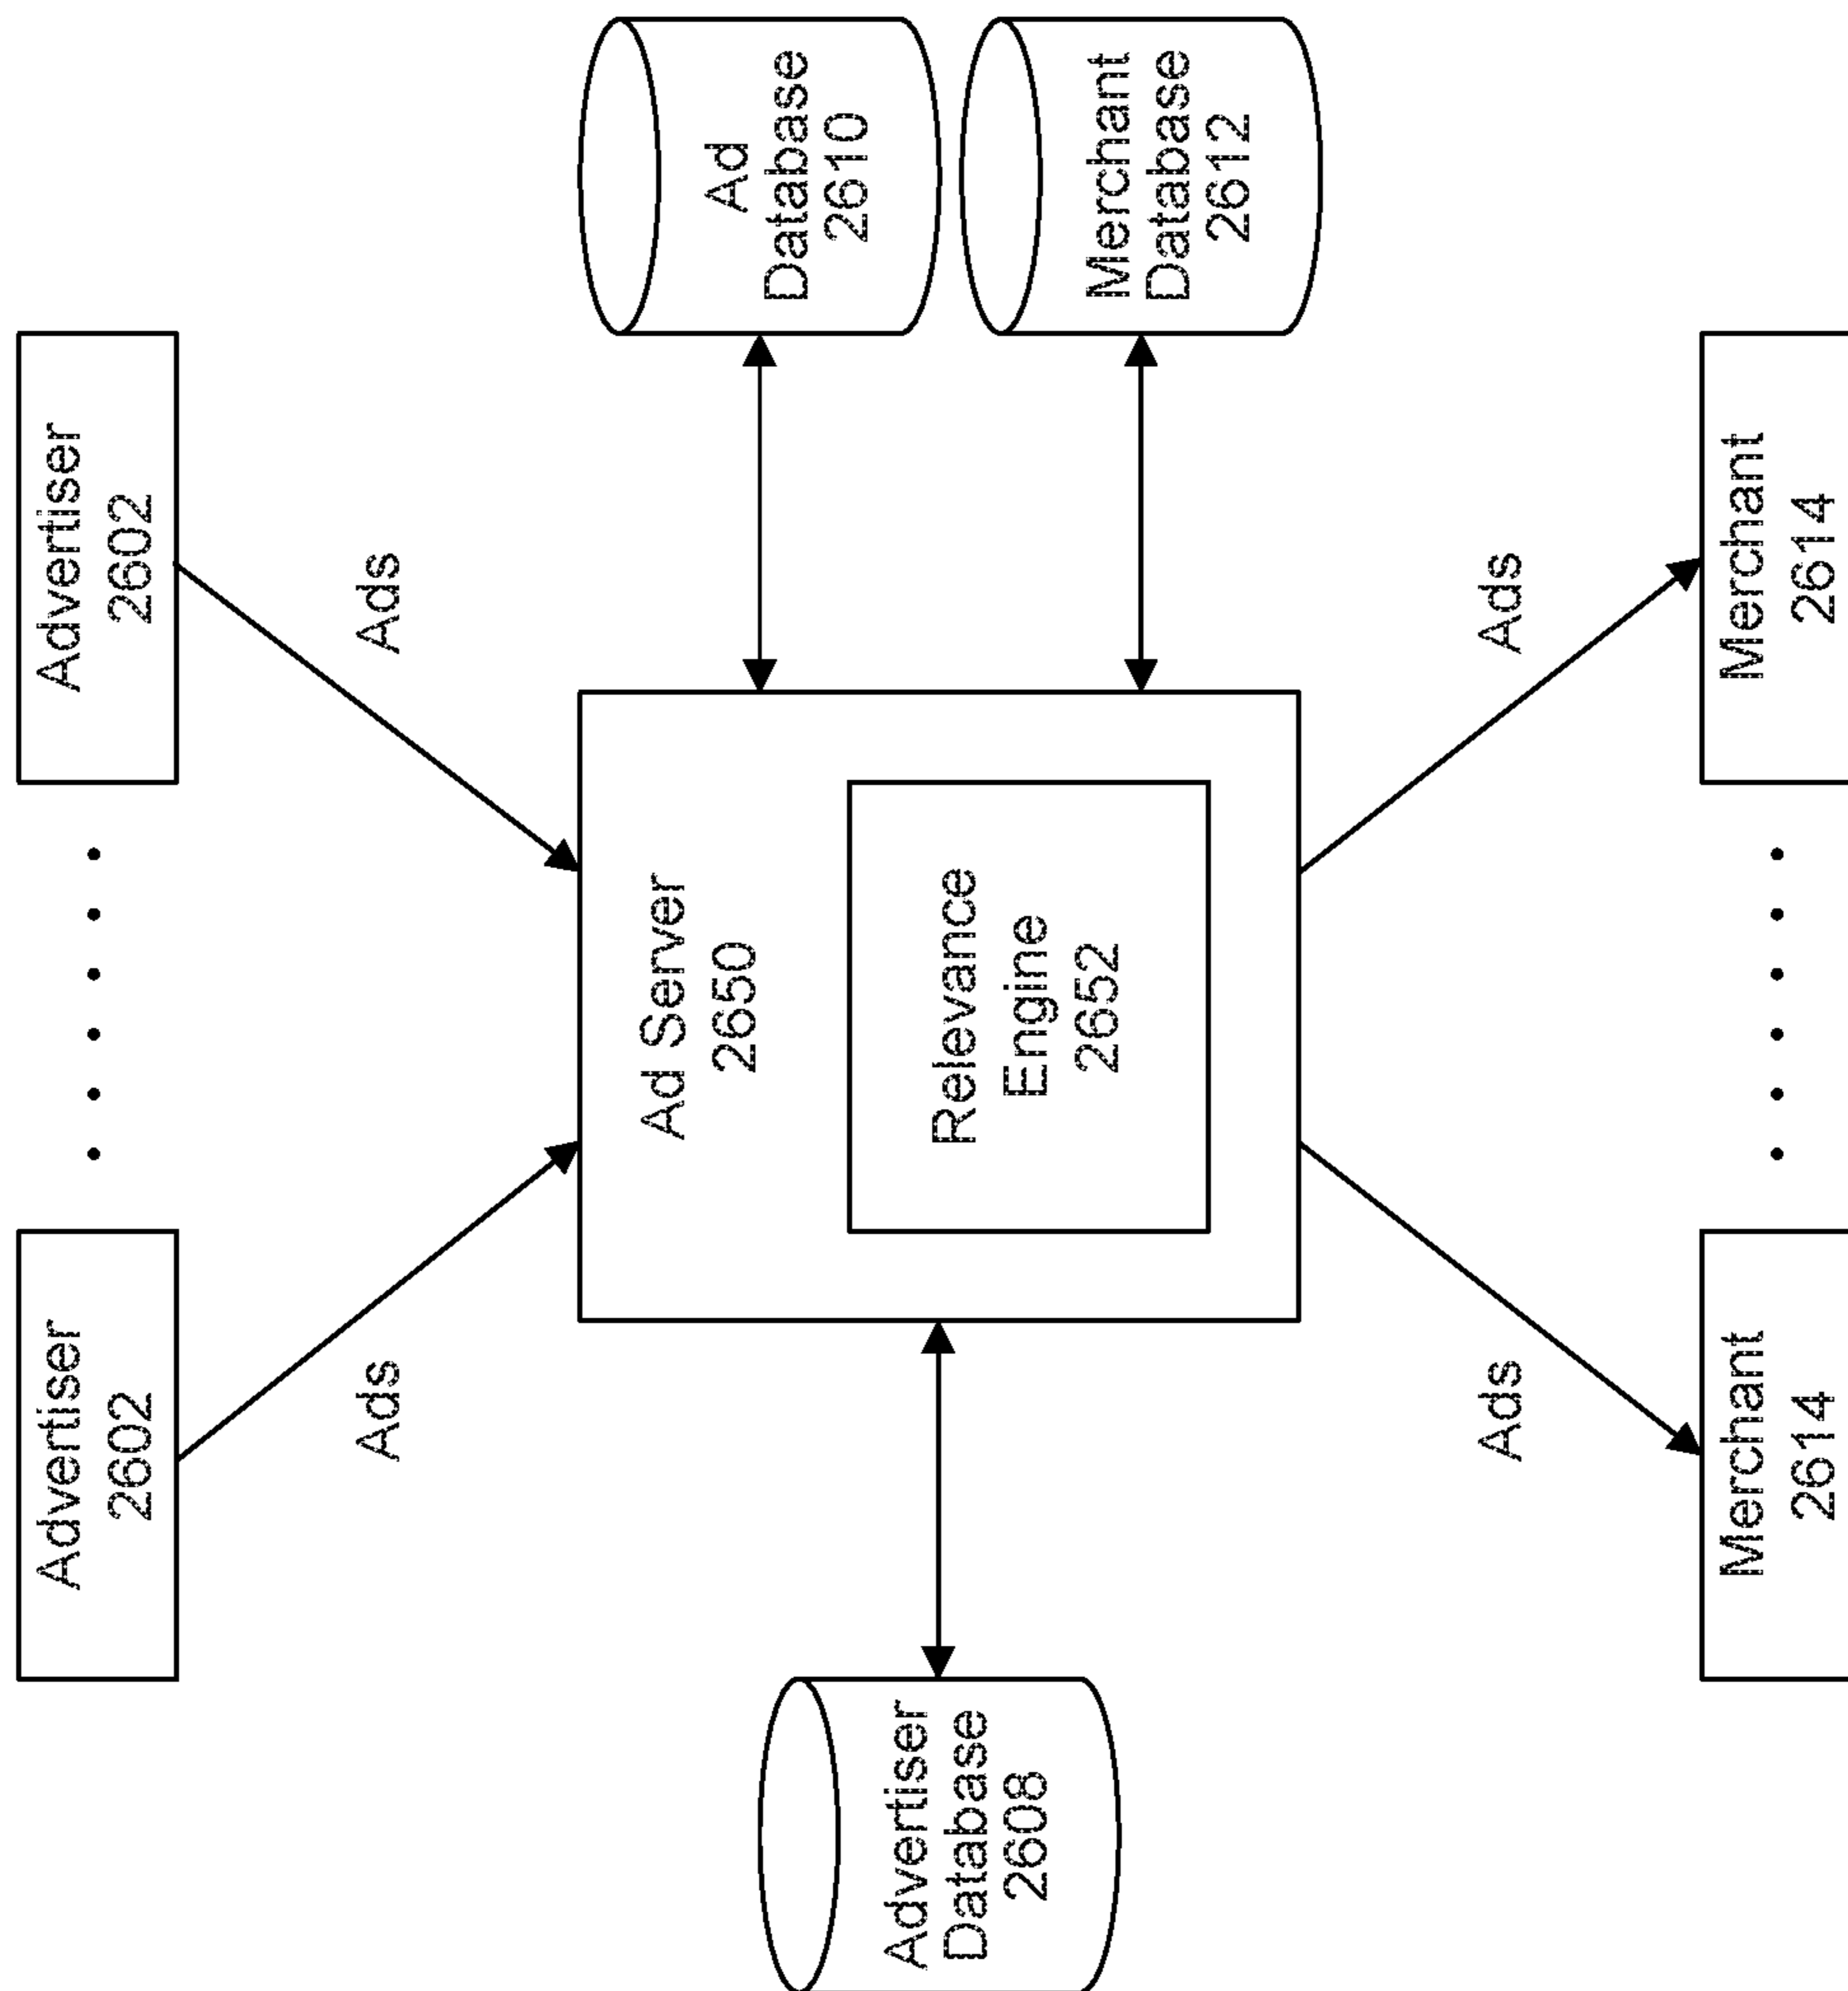 Advertiser
2602
Advertiser
2602
Ads
Ads
Advertiser
Database
2608
Ad Server
2650
Relevance
Engine
2652
Ad
Database
2610
Merchant
Database
2612
Ads
Ads
Merchant
2614
Merchant
2614